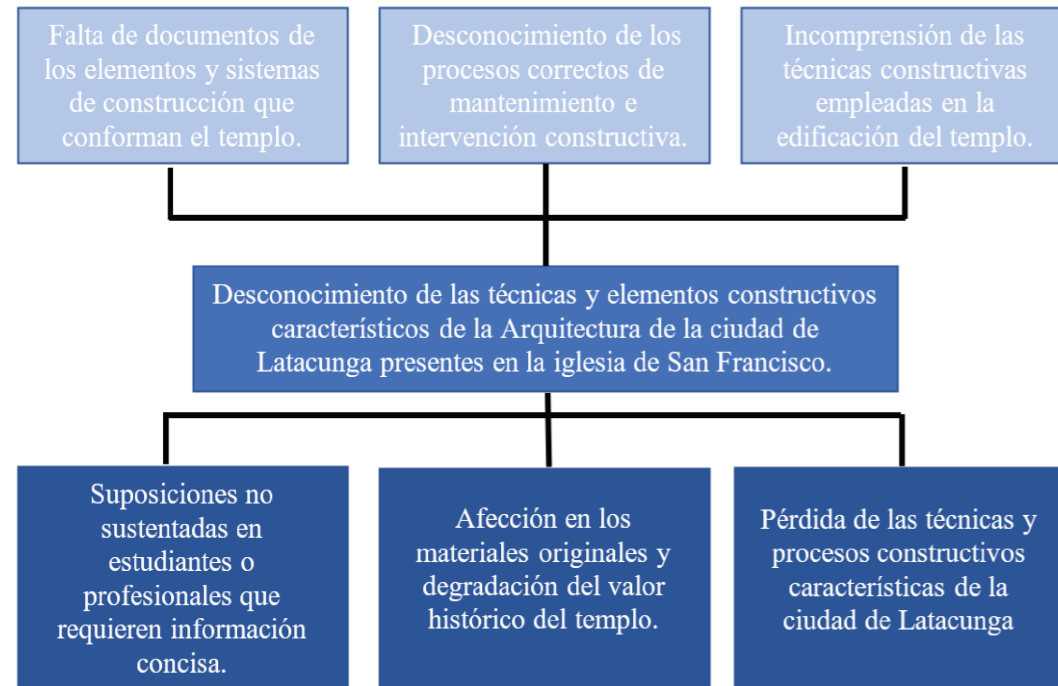 Falta de documentos de
los elementos y sistemas
de construcción que
conforman el templo.
Desconocimiento de los
procesos correctos de
mantenimiento e
intervención constructiva.
Incomprensión de las
técnicas constructivas
empleadas en la
edificación del templo.
Desconocimiento de las técnicas y elementos constructivos
característicos de la Arquitectura de la ciudad de
Latacunga presentes en la iglesia de San Francisco.
Suposiciones no
sustentadas en
estudiantes o
profesionales que
requieren información
concisa.
Afección en los
materiales originales y
degradación del valor
histórico del templo.
Pérdida de las técnicas y
procesos constructivos
características de la
ciudad de Latacunga